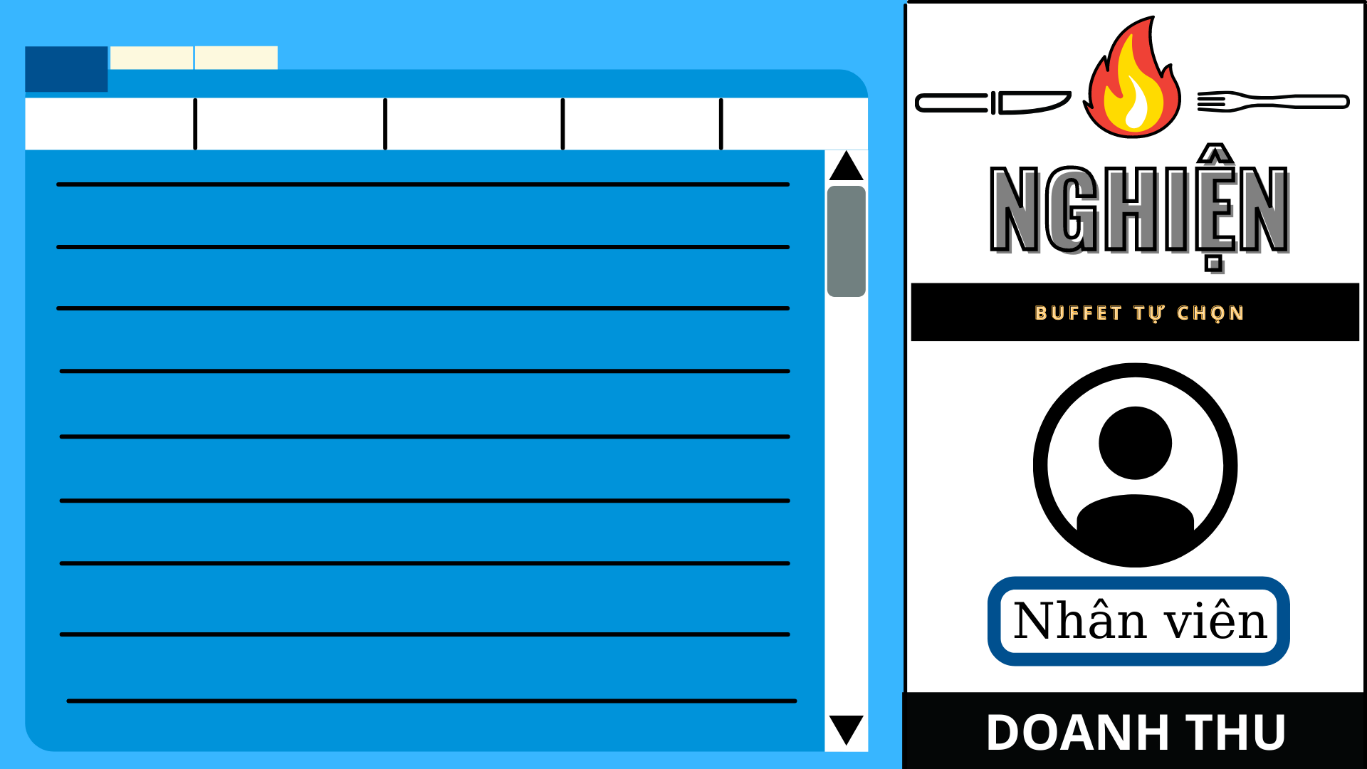 NGHIỆN
BUFFET TỰ CHỌN
Nhân viên
DOANH THU